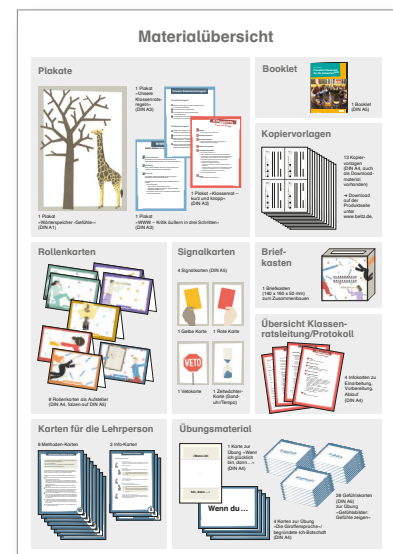 Materialübersicht
Plakate
1 Plakat
»Unsere
Klassenrats-
regeln«
(DIN A3)
1 Plakat »Klassenrat –
kurz und knapp«
(DIN A3)
1 Plakat
»Wörterspeicher ›Gefühle‹«
(DIN A1)
1 Plakat
»WWW – Kritik äußern in drei Schritten«
(DIN A3)
Booklet
1 Booklet
(DIN A5)
Kopiervorlagen
13 Kopier-
vorlagen
(DIN A4, auch
als Download-
material
vorhanden)
Download
auf der
Produktseite
unter
www.beltz.de,
Rollenkarten
8 Rollenkarten als Aufsteller
(DIN A4, falzen auf DIN A5)
Signalkarten
4 Signalkarten (DIN A5)
1 Gelbe Karte
1 Rote Karte
VETO
1 Vetokarte
1 Zeitwächter-
Karte (Sand-
uhr/Tempo)
Brief-
kasten
1 Briefkasten
(190 x 160 x 50 mm)
zum Zusammenbauen
Übersicht Klassen-
ratsleitung/Protokoll
4 Infokarten zu
Einarbeitung,
Vorbereitung,
Ablauf
(DIN A4)
Karten für die Lehrperson
8 Methoden-Karten
3 Info-Karten
Übungsmaterial
1 Karte zur
Übung »Wenn
ich glücklich
bin, dann …«
(DIN A4)
Wenn du …
4 Karten zur Übung
»Die Giraffensprache«/
begründete Ich-Botschaft
(DIN A4)
28 Gefühlskarten
(DIN A5)
zur Übung
»Gefühlsbilder:
Gefühle zeigen«